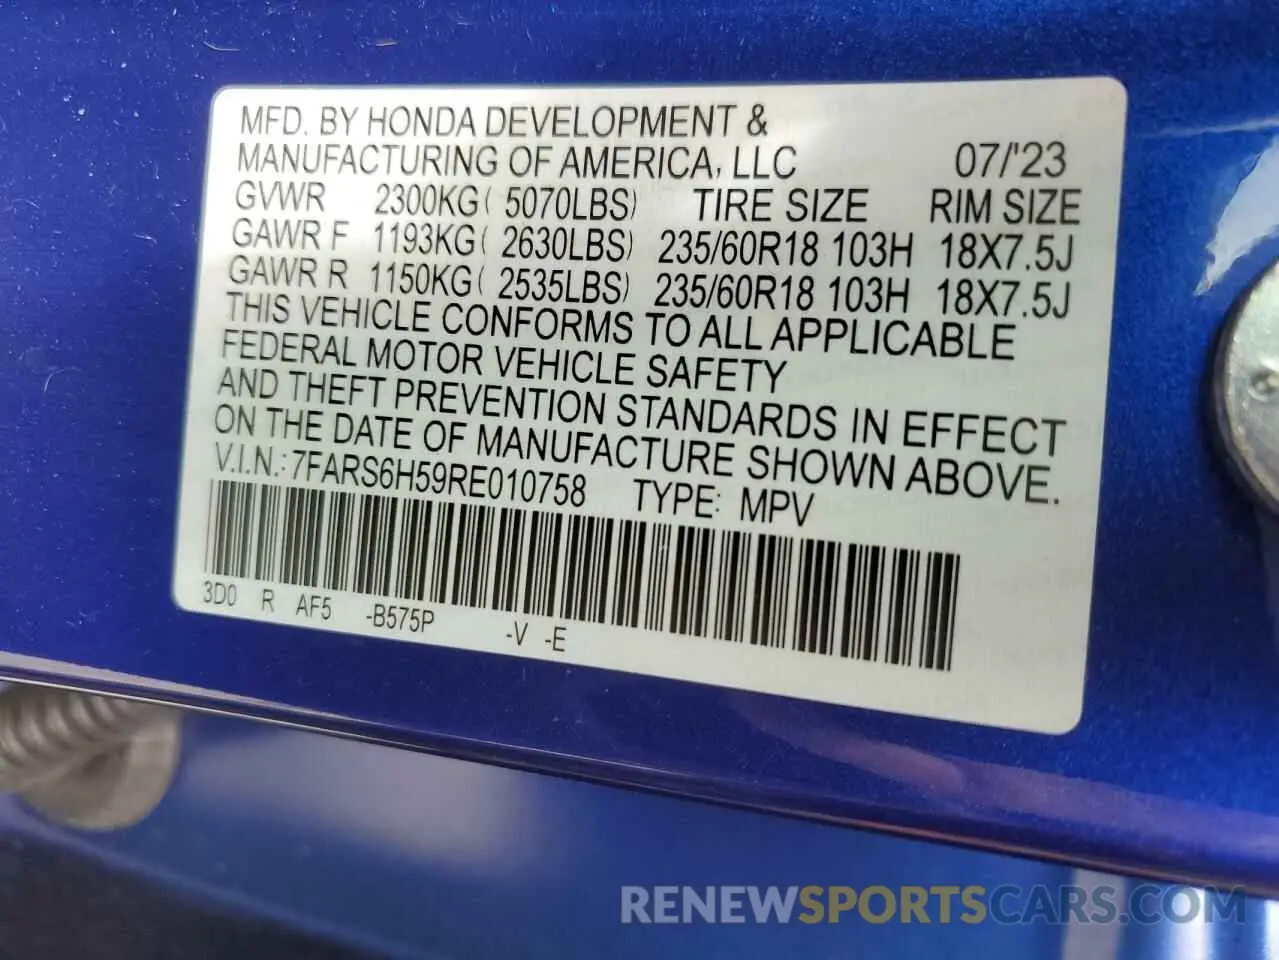 MFD. BY HONDA DEVELOPMENT &
MANUFACTURING OF AMERICA, LLC 07/'23
GVWR 2300KG( 5070LBS) TIRE SIZE RIM SIZE
GAWR F 1193KG( 2630LBS) 235/60R18 103H 18X7.5J
GAWR R 1150KG( 2535LBS) 235/60R18 103H 18X7.5J
THIS VEHICLE CONFORMS TO ALL APPLICABLE
FEDERAL MOTOR VEHICLE SAFETY
AND THEFT PREVENTION STANDARDS IN EFFECT
ON THE DATE OF MANUFACTURE SHOWN ABOVE.
V.I.N.: 7FARS6H59RE010758 TYPE: MPV
3D0 R AF5 -B575P -V -E
RENEWSPORTSCARS.COM